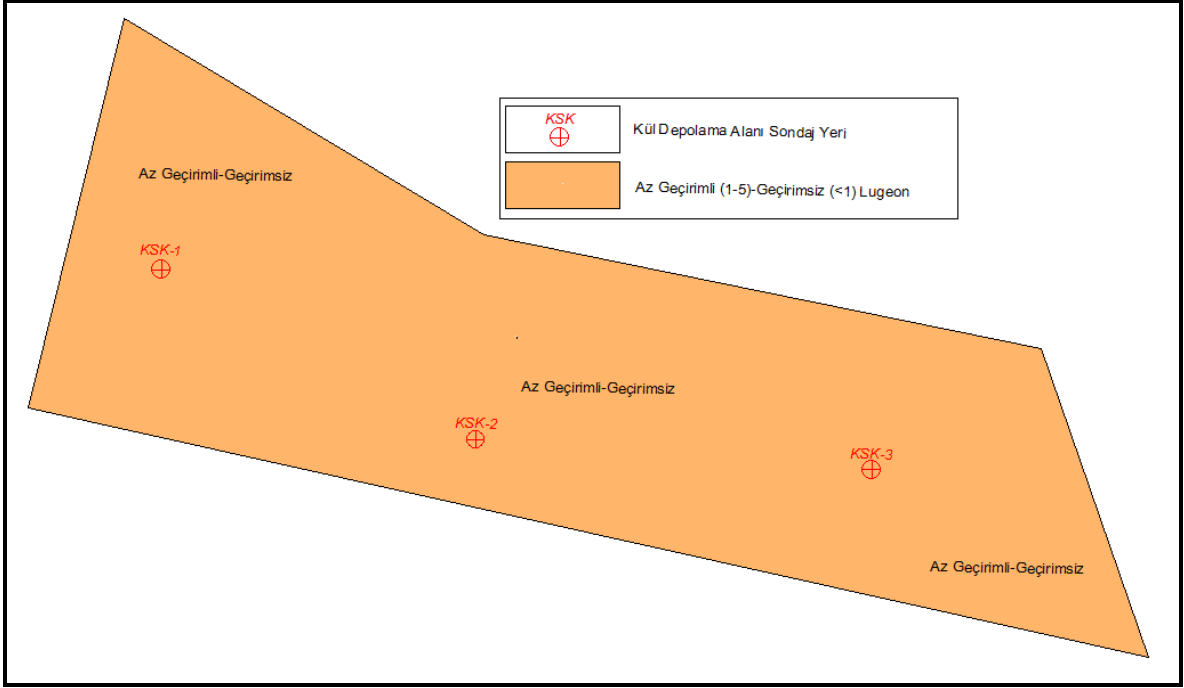 KSK
Kül Depolama Alanı Sondaj Yeri
Az Geçirimli-Geçirimsiz
Az Geçirimli (1-5)-Geçirimsiz (<1) Lugeon
KSK-1
Az Geçirimli-Geçirimsiz
KSK-2
KSK-3
Az Geçirimli-Geçirimsiz